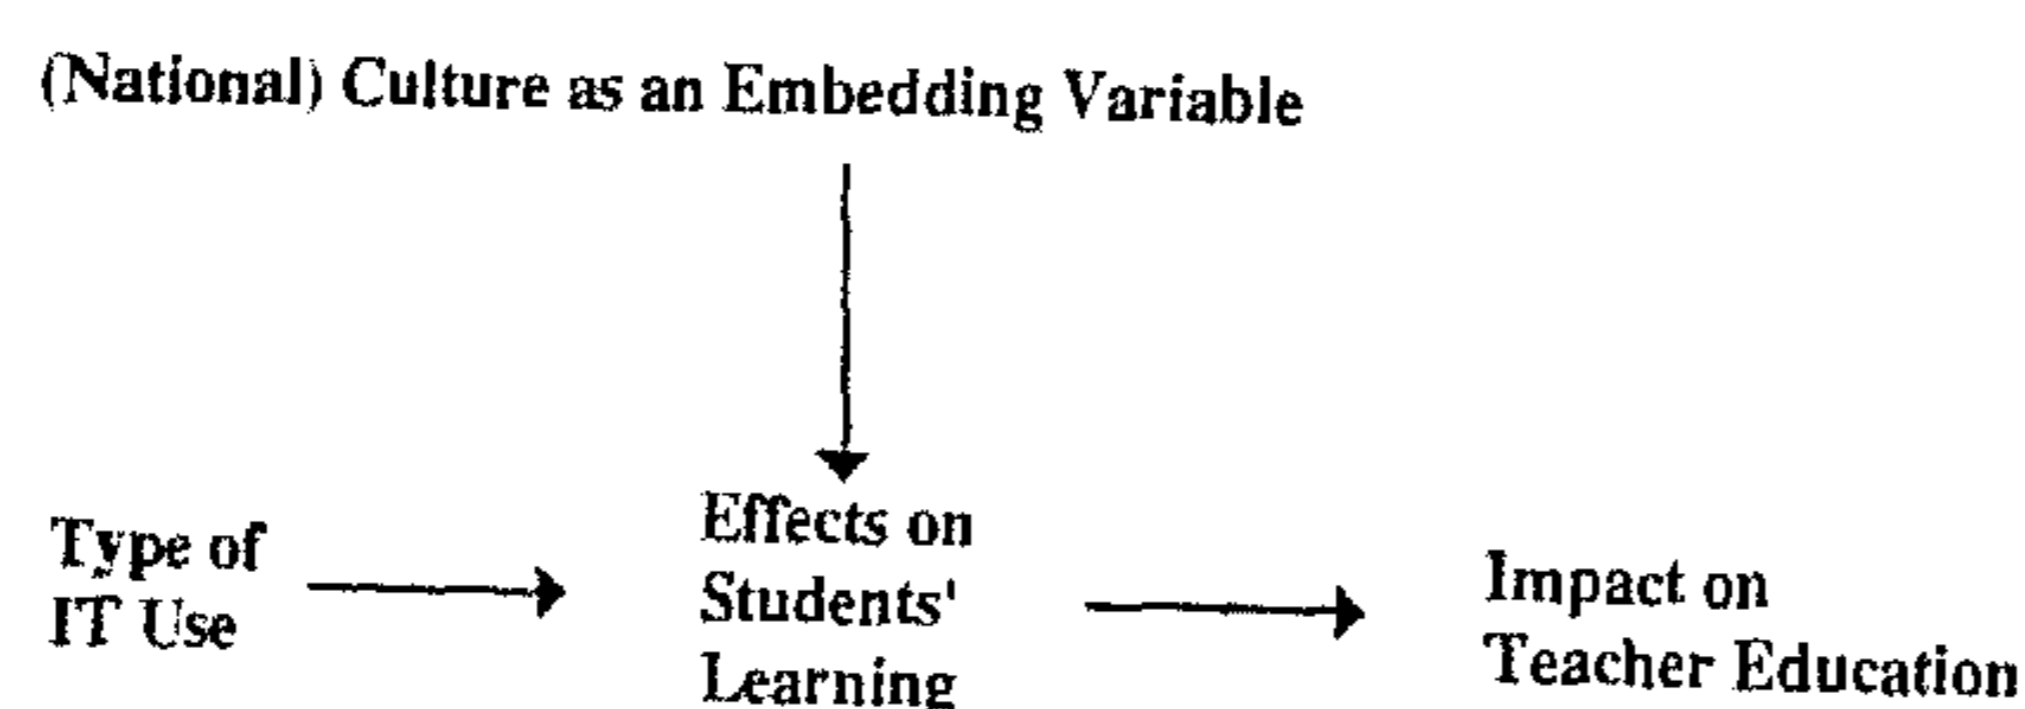 (National) Culture as an Embedding Variable
Type of
IT Use
Effects on
Students'
Learning
Impact on
Teacher Education